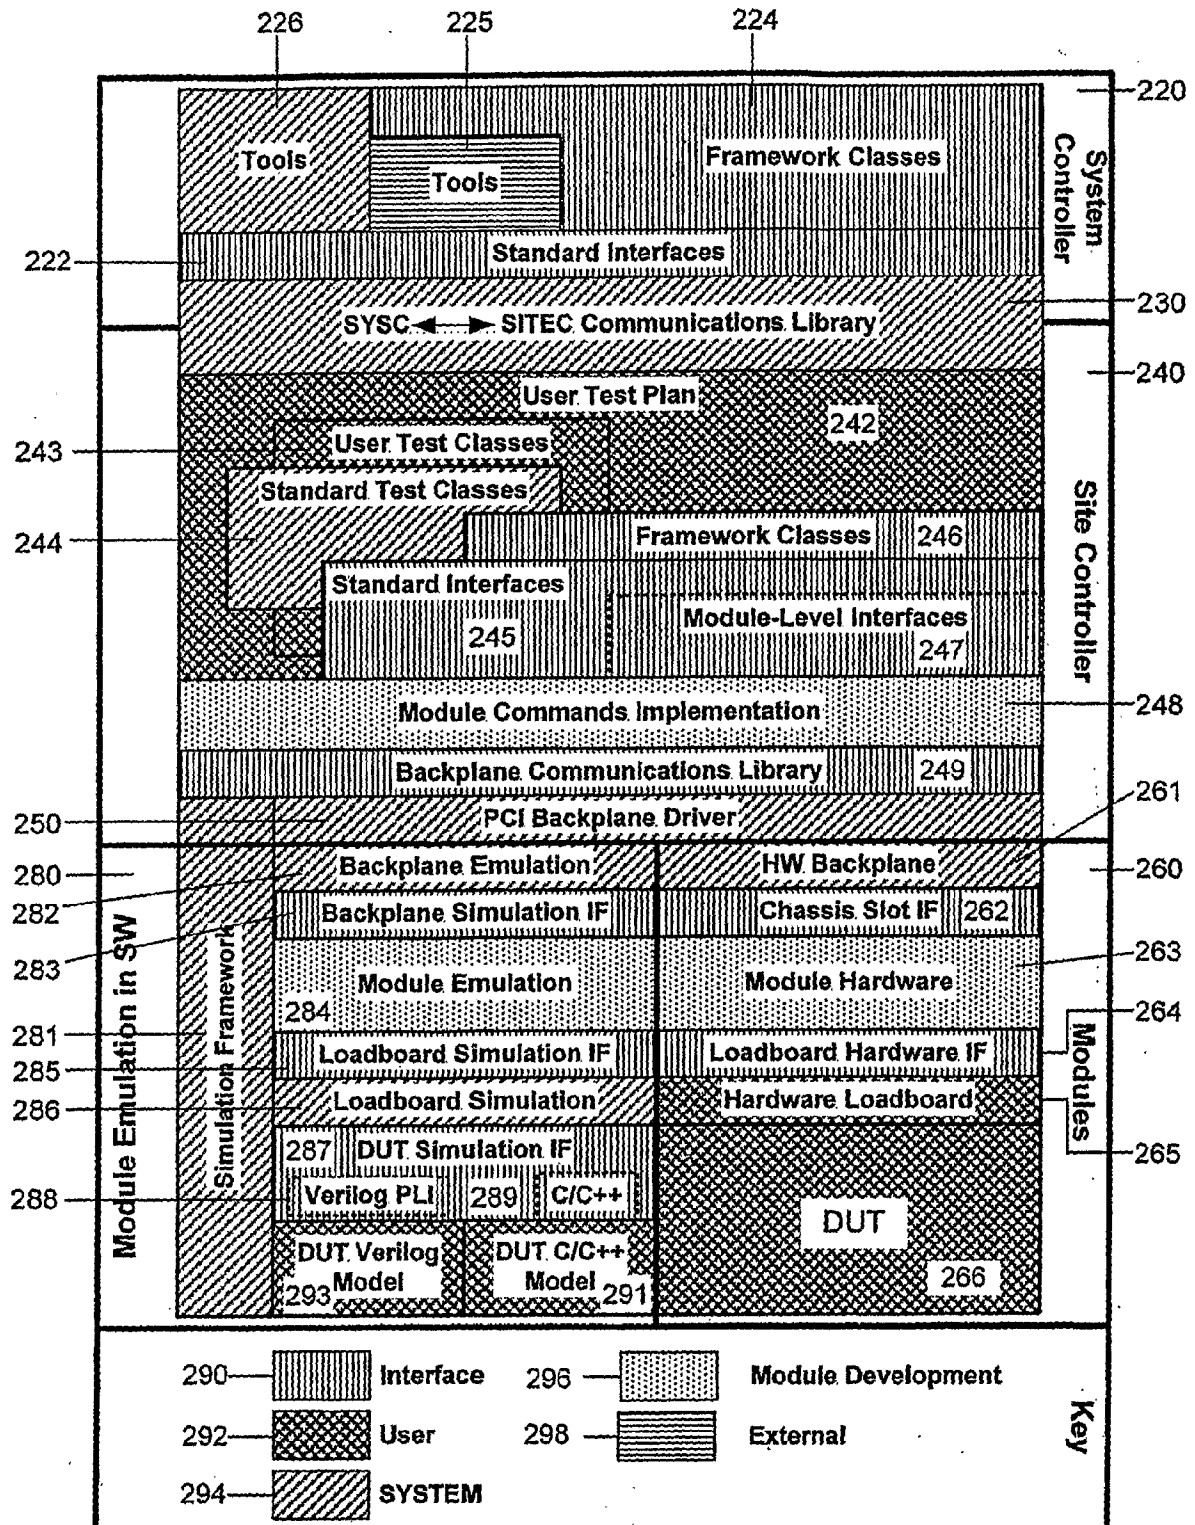 226
225
224
220
Tools
Tools
Framework Classes
System Controller
222
Standard Interfaces
230
SYSC SITEC Communications Library
240
User Test Plan
242
243
User Test Classes
Standard Test Classes
244
Framework Classes 246
Standard Interfaces
245
Module-Level Interfaces
247
Site Controller
Module Commands Implementation
248
Backplane Communications Library 249
261
250
PCI Backplane Driver
280
Backplane Emulation
HW Backplane
260
282
Backplane Simulation IF
Chassis Slot IF 262
283
Module Emulation
284
Module Hardware
263
264
281
Loadboard Simulation IF
Loadboard Hardware IF
285
286
Loadboard Simulation
Hardware Loadboard
Modules
265
Module Emulation in SW
Simulation Framework
287 DUT Simulation IF
288
Verilog PLI 289 C/C++
DUT
266
DUT Verilog Model
293
DUT C/C++ Model
291
290 Interface
296 Module Development
292 User
298 External
294 SYSTEM
Key